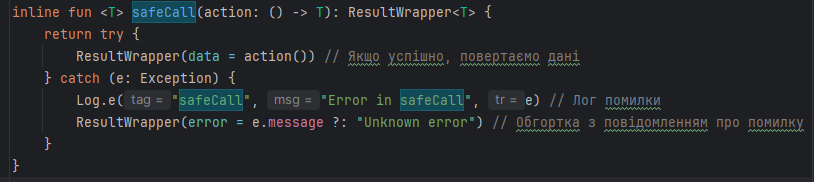 inline fun <T> safeCall(action: () -> T): ResultWrapper<T> {
    return try {
        ResultWrapper(data = action()) // Якщо успішно, повертаємо дані
    } catch (e: Exception) {
        Log.e( tag = "safeCall", msg = "Error in safeCall", tr = e) // Лог помилки
        ResultWrapper(error = e.message ?: "Unknown error") // Обгортка з повідомленням про помилку
    }
}